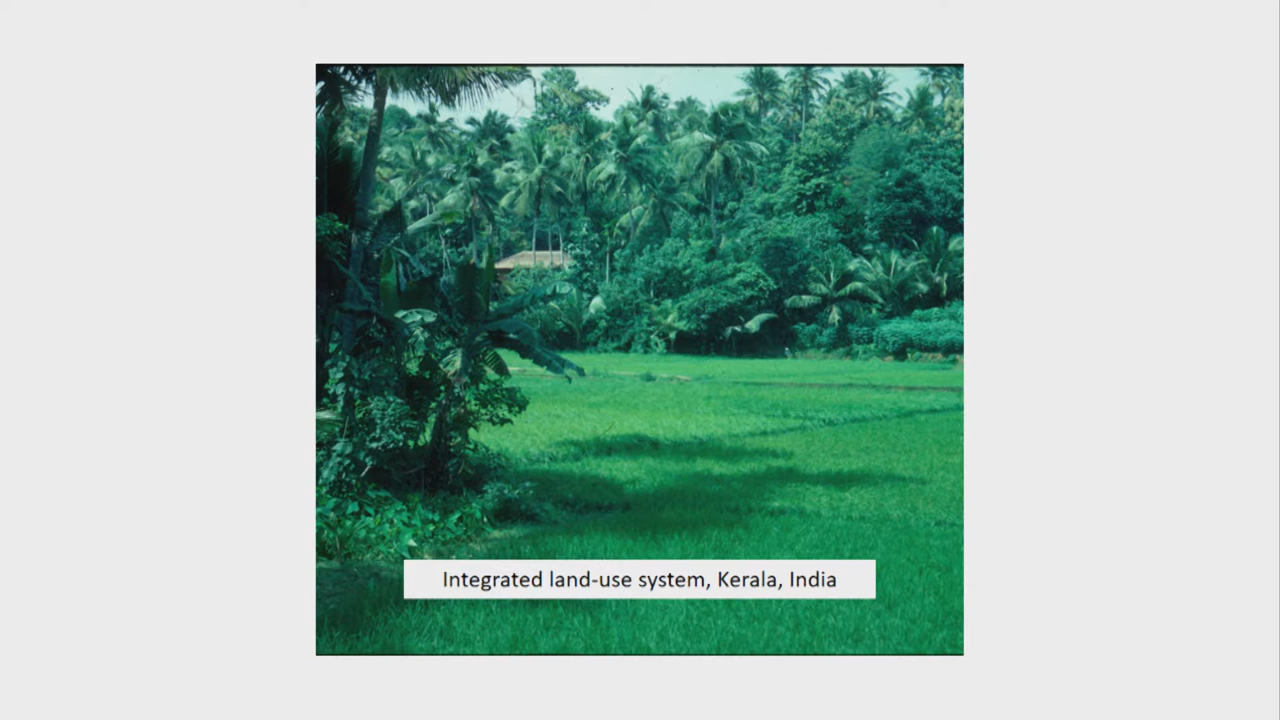 Integrated land-use system, Kerala, India